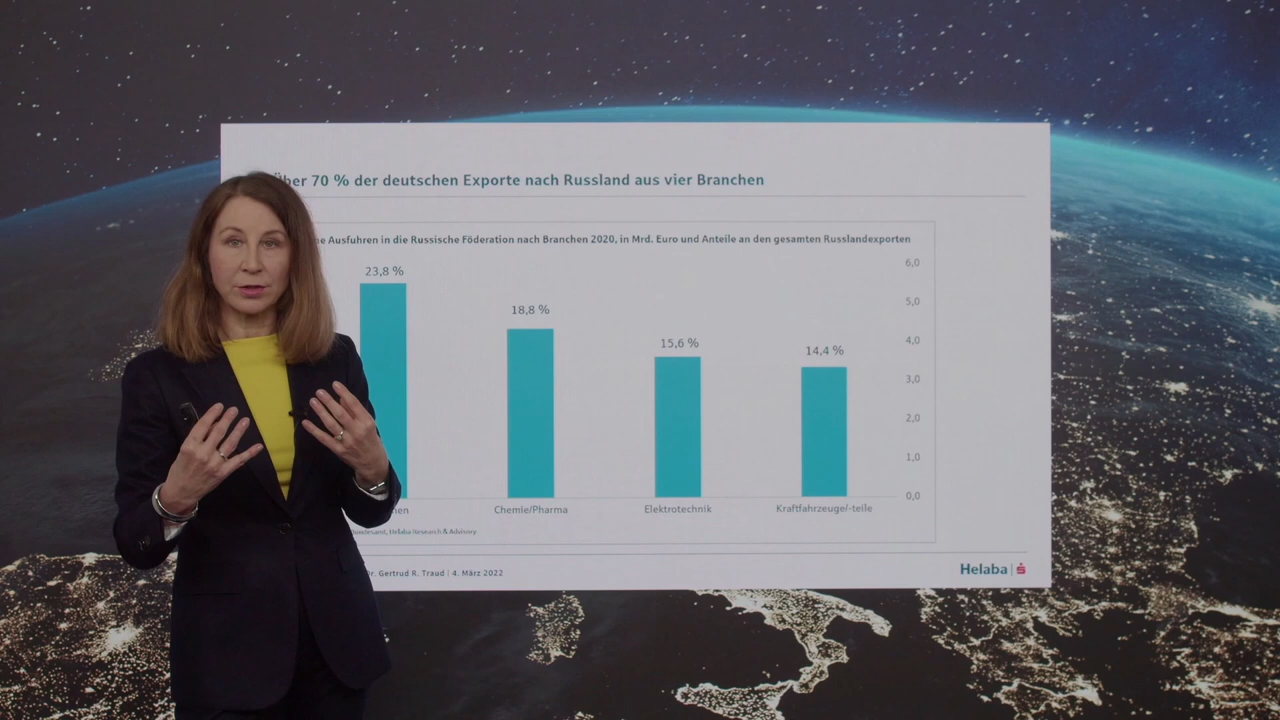 Über 70 % der deutschen Exporte nach Russland aus vier Branchen
Ausfuhren in die Russische Föderation nach Branchen 2020, in Mrd. Euro und Anteile an den gesamten Russlandexporten
6,0
23,8 %
5,0
18,8 %
4,0
15,6 %
14,4 %
3,0
2,0
1,0
0,0
Chemie/Pharma
Elektrotechnik
Kraftfahrzeuge/-teile
Helaba Research & Advisory
Dr. Gertrud R. Traud | 4. März 2022
Helaba